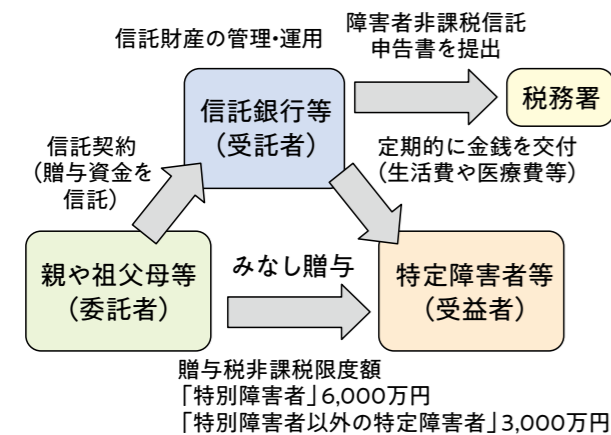 信託財産の管理・運用
障害者非課税信託
申告書を提出
信託銀行等
（受託者）
税務署
信託契約
（贈与資金を
信託）
定期的に金銭を交付
（生活費や医療費等）
親や祖父母等
（委託者）
みなし贈与
特定障害者等
（受益者）
贈与税非課税限度額
「特別障害者」6,000万円
「特別障害者以外の特定障害者」3,000万円